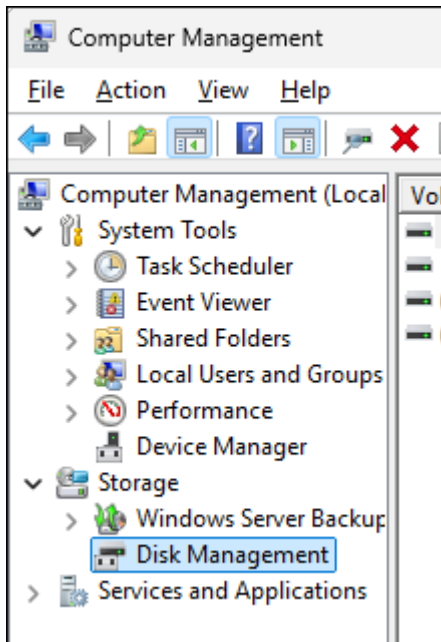 Computer Management
File Action View Help
Computer Management (Local
System Tools
Task Scheduler
Event Viewer
Shared Folders
Local Users and Groups
Performance
Device Manager
Storage
Windows Server Backup
Disk Management
Services and Applications